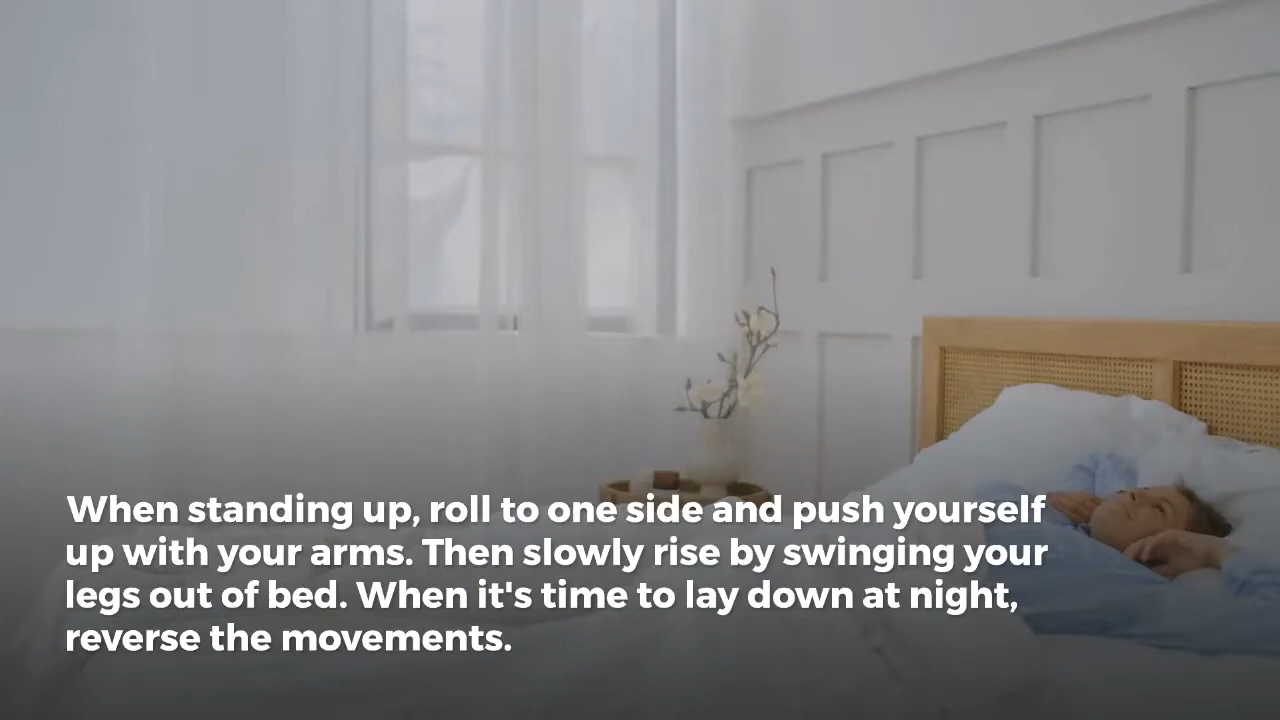 When standing up, roll to one side and push yourself
up with your arms. Then slowly rise by swinging your
legs out of bed. When it's time to lay down at night,
reverse the movements.